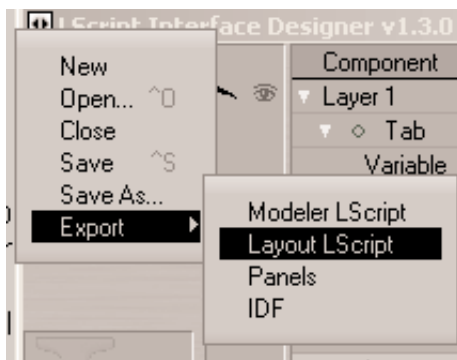 LScript Interface Designer v1.3.0
New
Open... ^O
Close
Save ^S
Save As...
Export
Component
Layer 1
Tab
Variable
Modeler LScript
Layout LScript
Panels
IDF